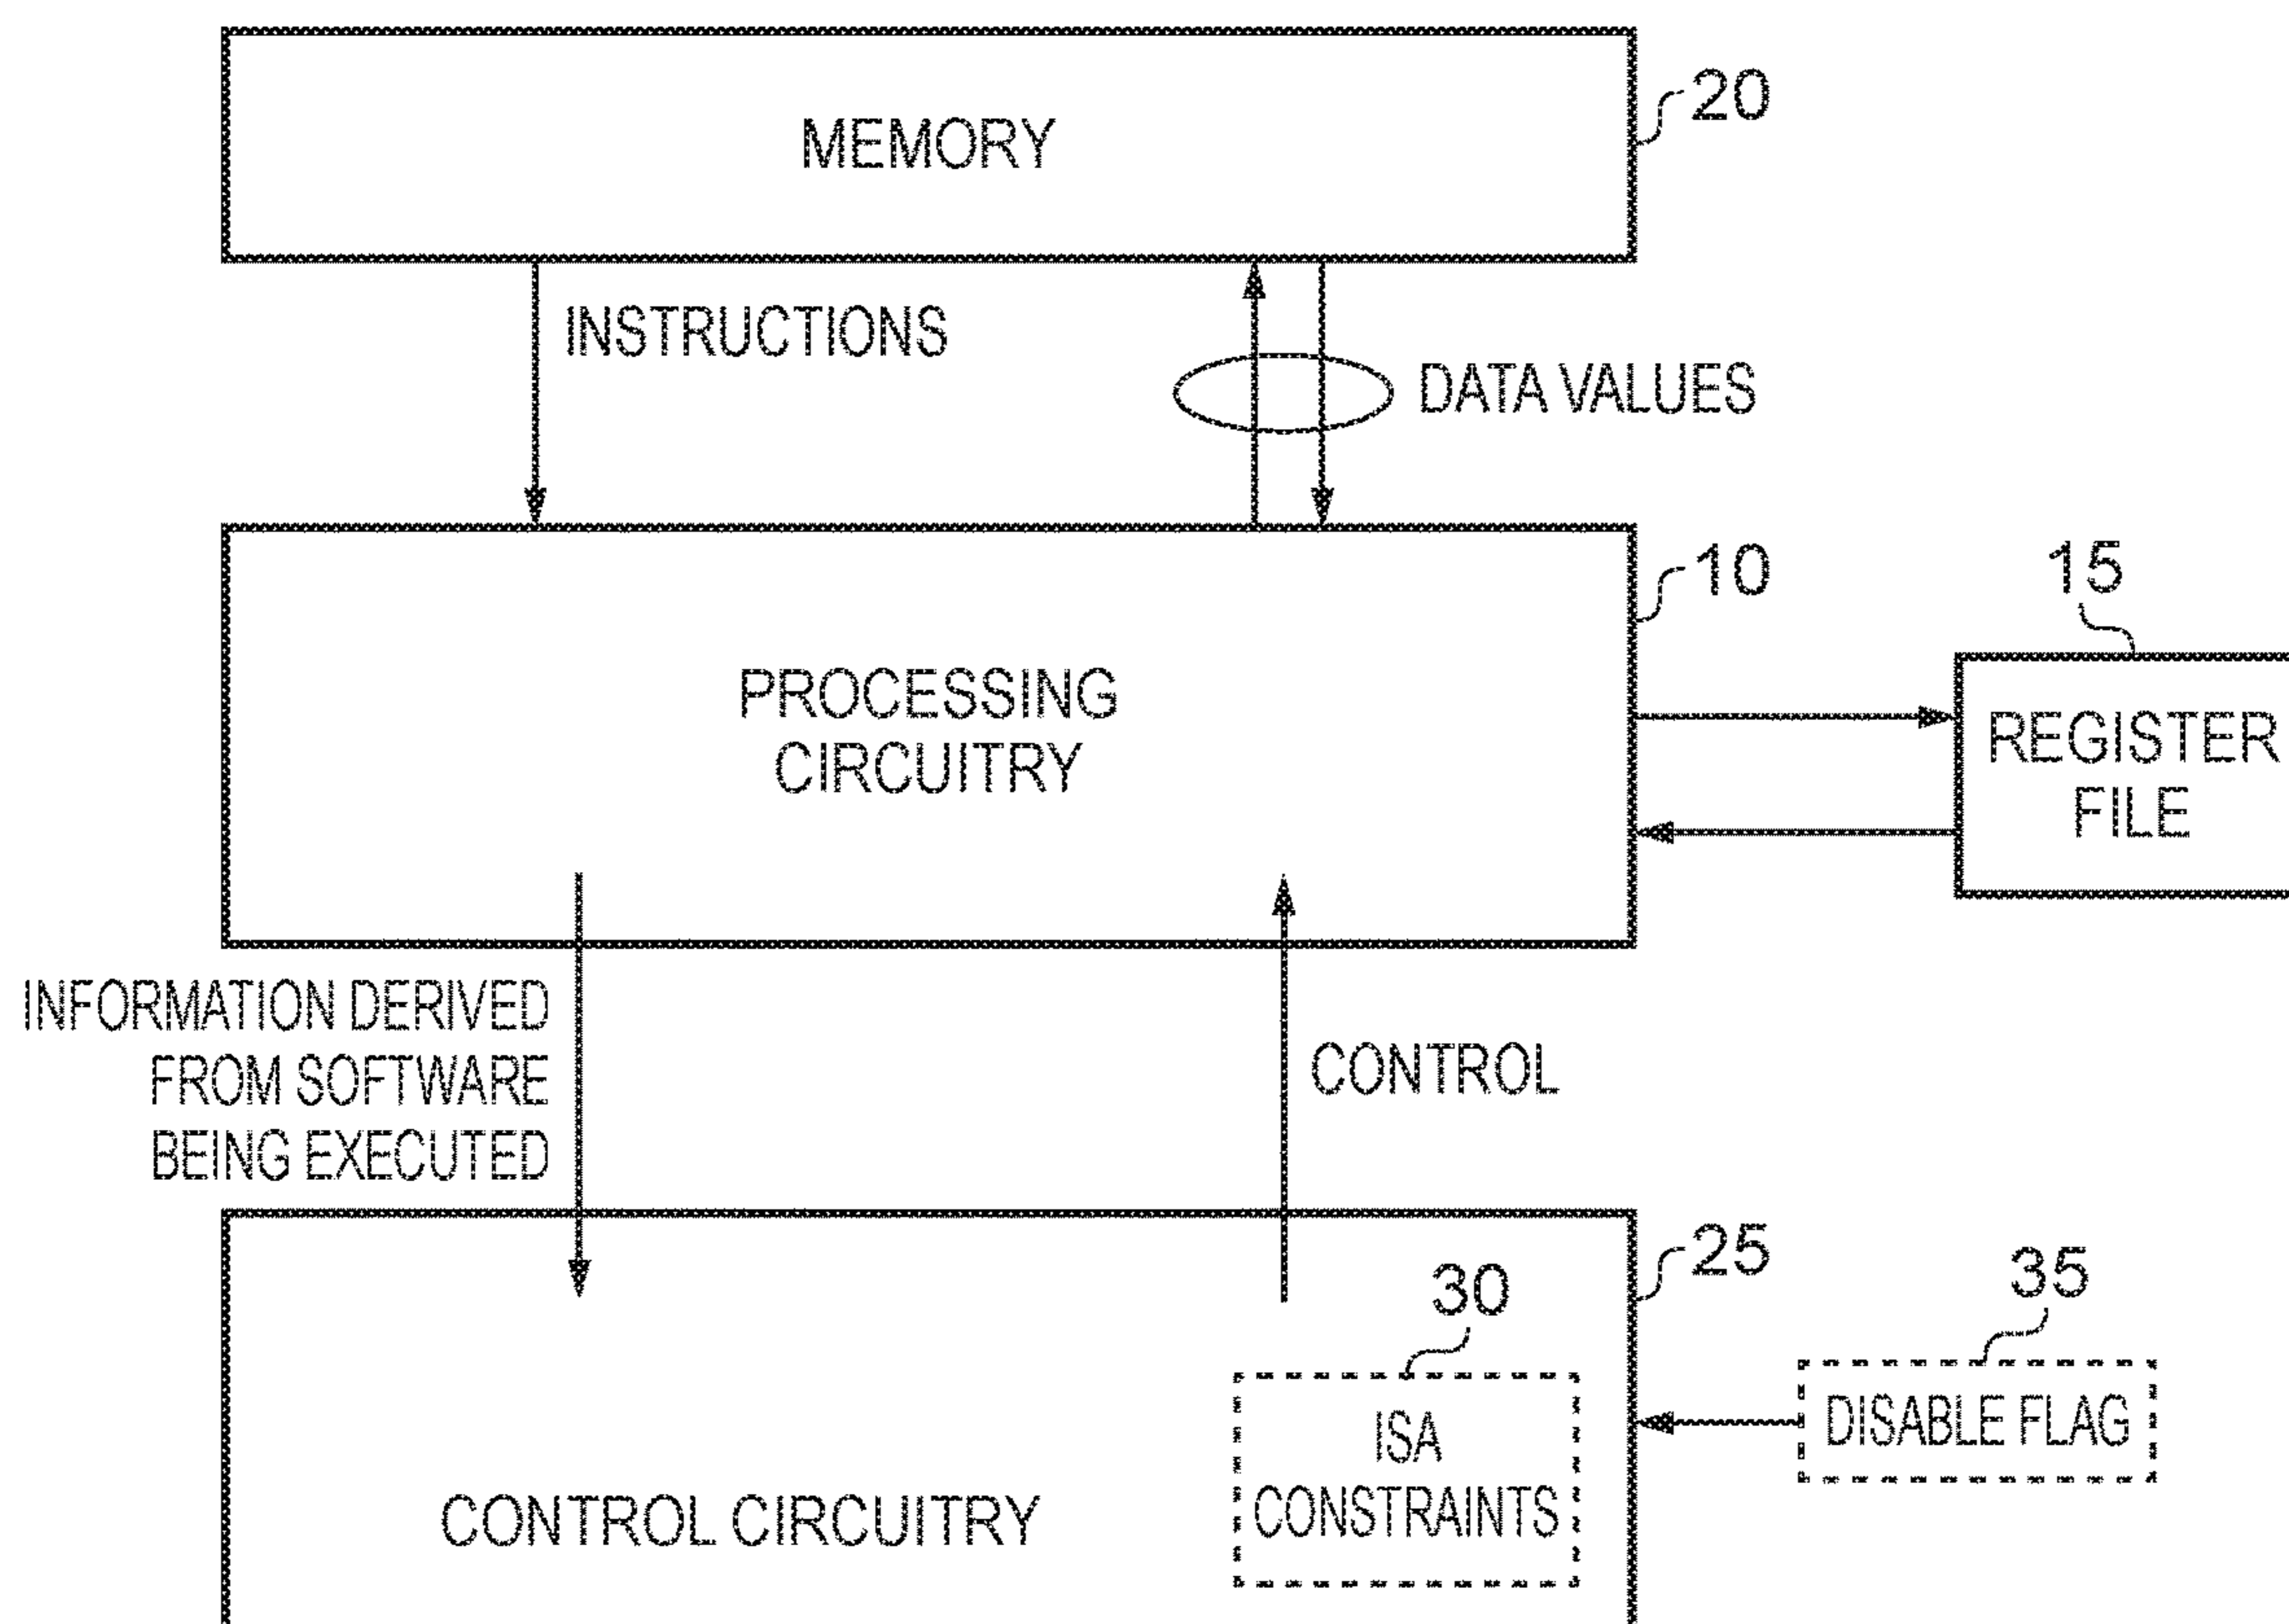 MEMORY
20
INSTRUCTIONS
DATA VALUES
10
15
PROCESSING
CIRCUITRY
REGISTER
FILE
INFORMATION DERIVED
FROM SOFTWARE
BEING EXECUTED
CONTROL
25
30
35
ISA
CONSTRAINTS
DISABLE FLAG
CONTROL CIRCUITRY